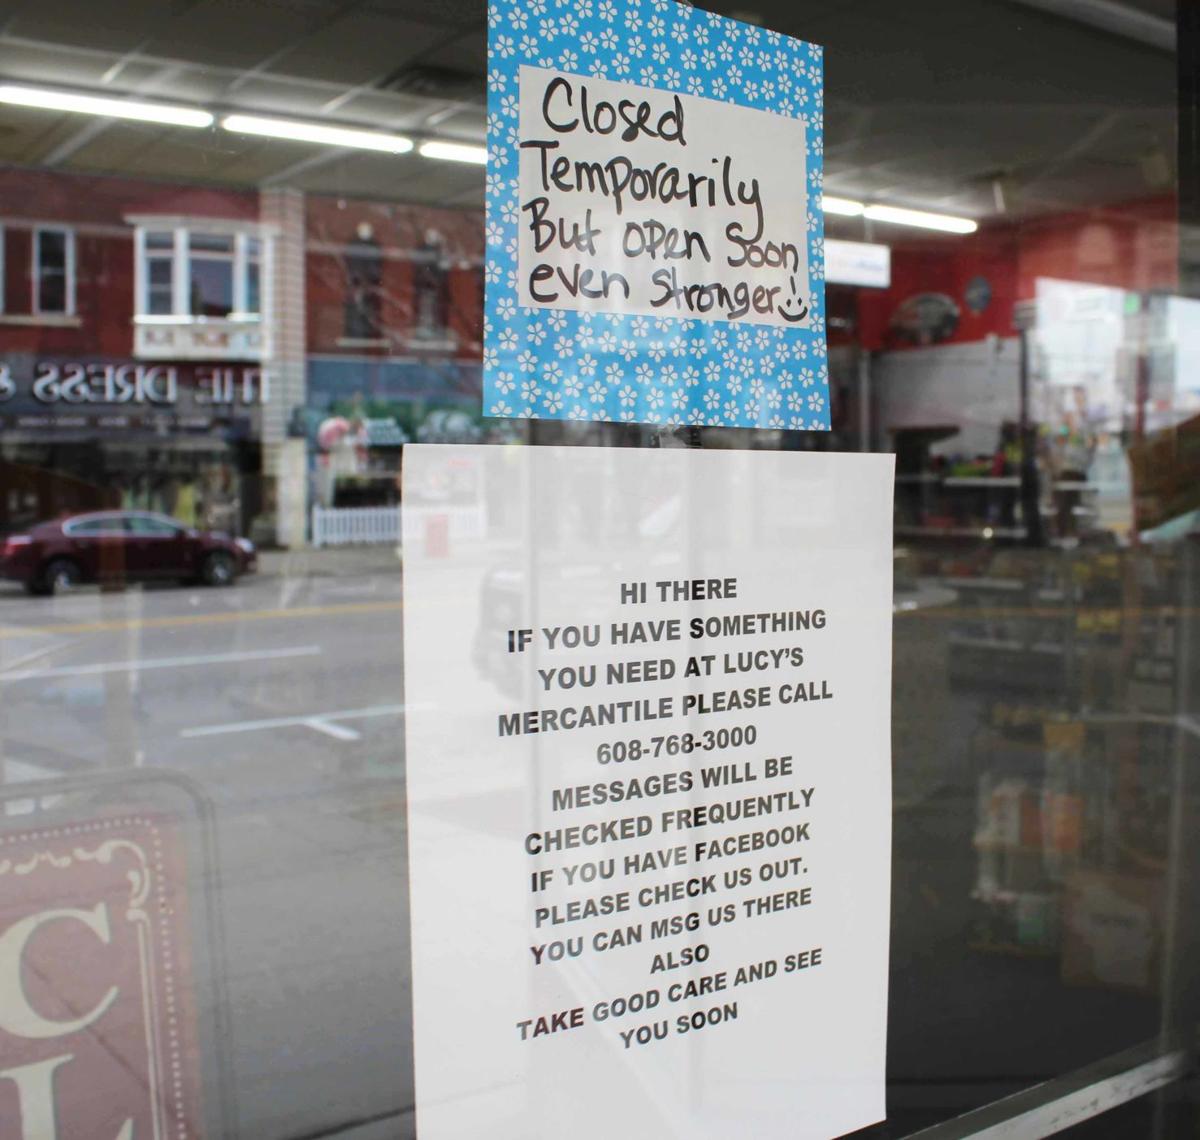 Closed
Temporarily
But open Soon
even Stronger!
HI THERE
IF YOU HAVE SOMETHING
YOU NEED AT LUCY'S
MERCANTILE PLEASE CALL
608-768-3000
MESSAGES WILL BE
CHECKED FREQUENTLY
IF YOU HAVE FACEBOOK
PLEASE CHECK US OUT.
YOU CAN MSG US THERE
ALSO
TAKE GOOD CARE AND SEE
YOU SOON
THE DRESS &
C
L